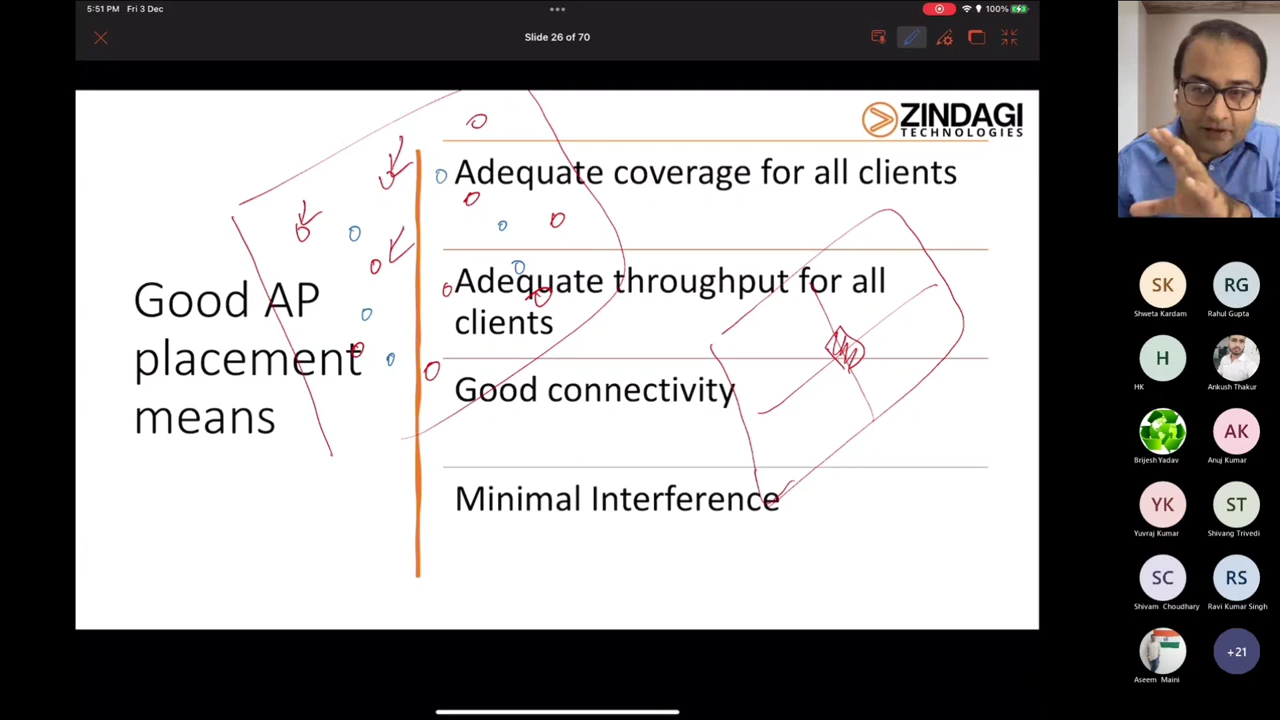 5:51 PM Fri 3 Dec
100%
Slide 26 of 70
ZINDAGI
TECHNOLOGIES
Good AP
placement
means
Adequate coverage for all clients
Adequate throughput for all
clients
Good connectivity
Minimal Interference
SK
Shweta Kardam
RG
Rahul Gupta
H
HK
Ankush Thakur
Brijesh Yadav
AK
Anuj Kumar
YK
Yuvraj Kumar
ST
Shivang Trivedi
SC
Shivam Choudhary
RS
Ravi Kumar Singh
Aseem Maini
+21